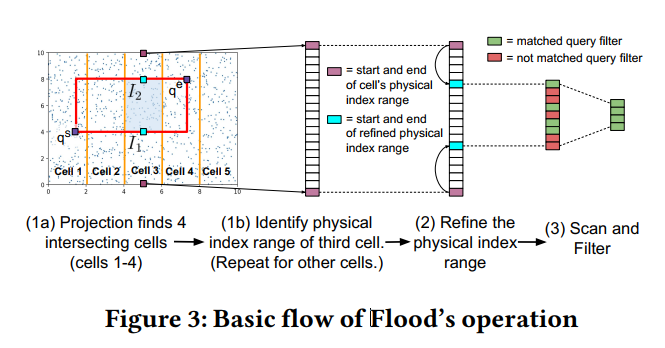 10
8
6
4
2
0
0
2
4
6
8
10
I2
qe
qs
I1
Cell 1
Cell 2
Cell 3
Cell 4
Cell 5
= start and end
of cell's physical
index range
= start and end
of refined physical
index range
= matched query filter
= not matched query filter
(1a) Projection finds 4
intersecting cells
(cells 1-4)
(1b) Identify physical
index range of third cell.
(Repeat for other cells.)
(2) Refine the
physical index
range
(3) Scan and
Filter
Figure 3: Basic flow of Flood's operation